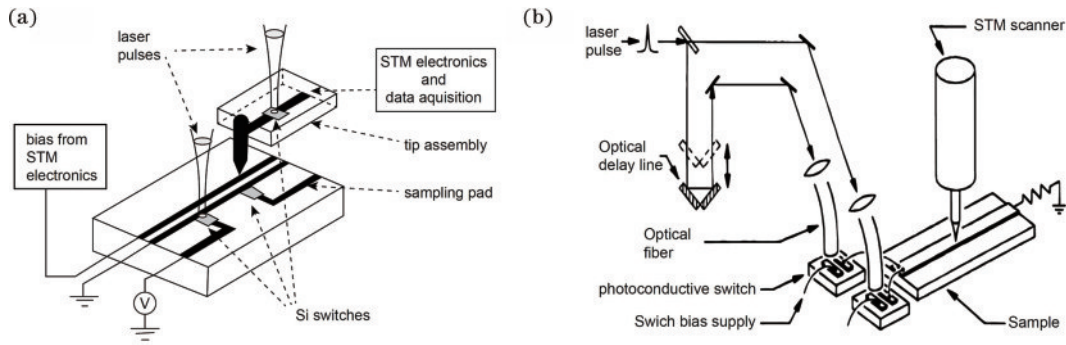 (a)
laser
pulses
STM electronics
and
data aquisition
bias from
STM
electronics
tip assembly
sampling pad
V
Si switches
(b)
laser
pulse
STM scanner
Optical
delay line
Optical
fiber
photoconductive switch
Swich bias supply
Sample